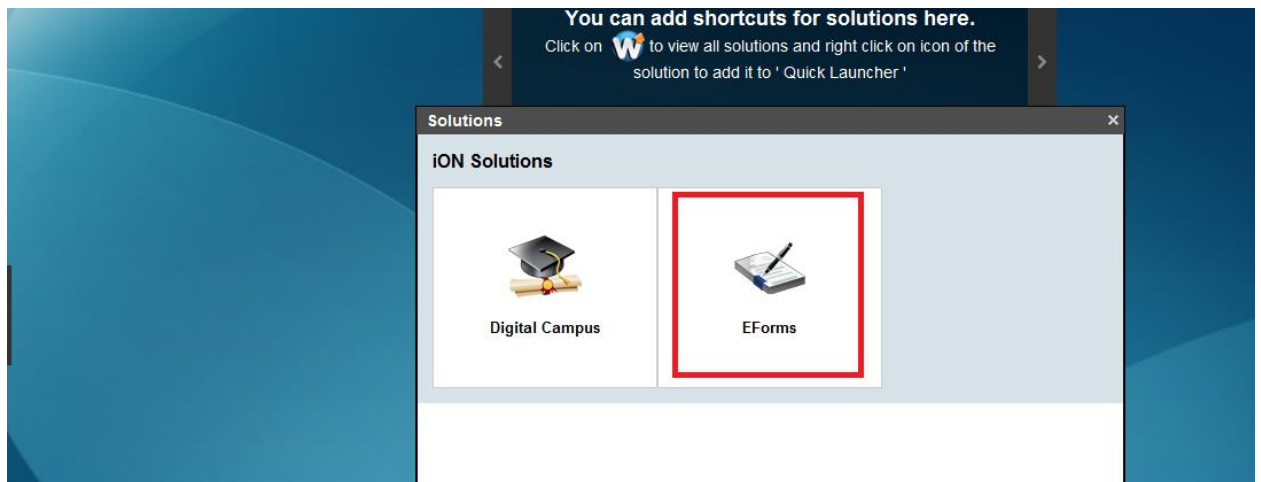 You can add shortcuts for solutions here.
Click on W to view all solutions and right click on icon of the
solution to add it to ' Quick Launcher '
Solutions
iON Solutions
Digital Campus
EForms